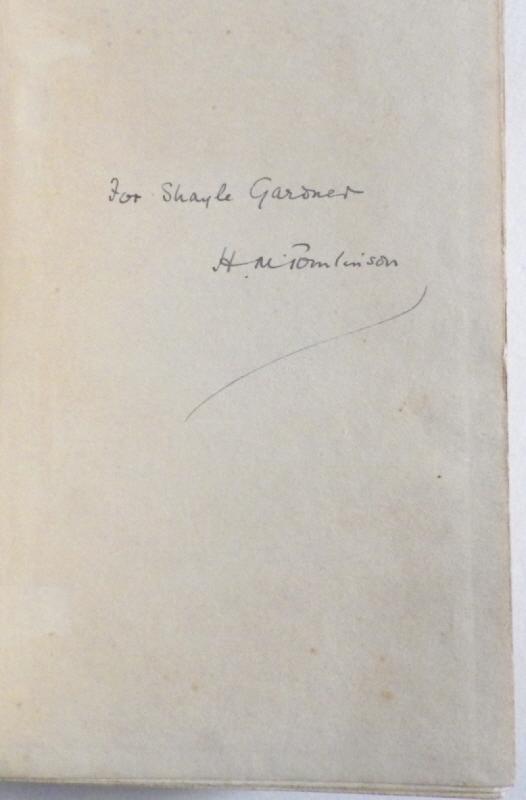 For Shayle Gardner
H. M. Tomlinson